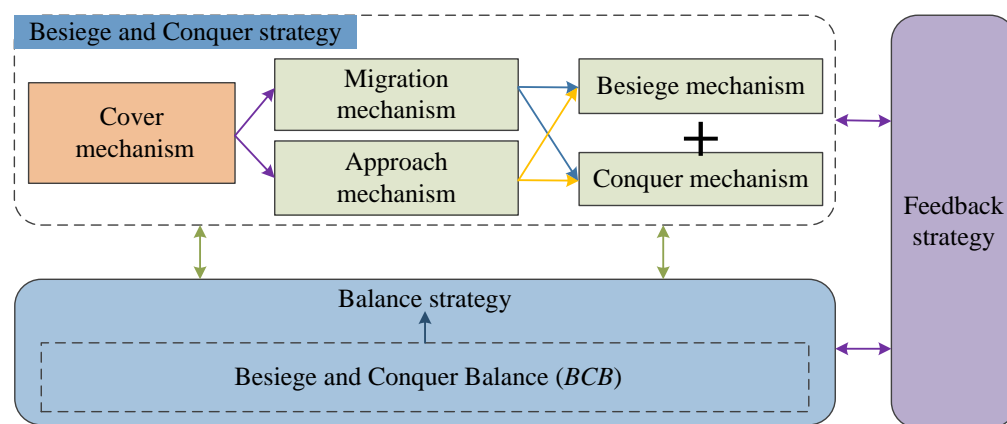 Besiege and Conquer strategy
Cover
mechanism
Migration
mechanism
Approach
mechanism
Besiege mechanism
+
Conquer mechanism
Feedback
strategy
Balance strategy
Besiege and Conquer Balance (BCB)